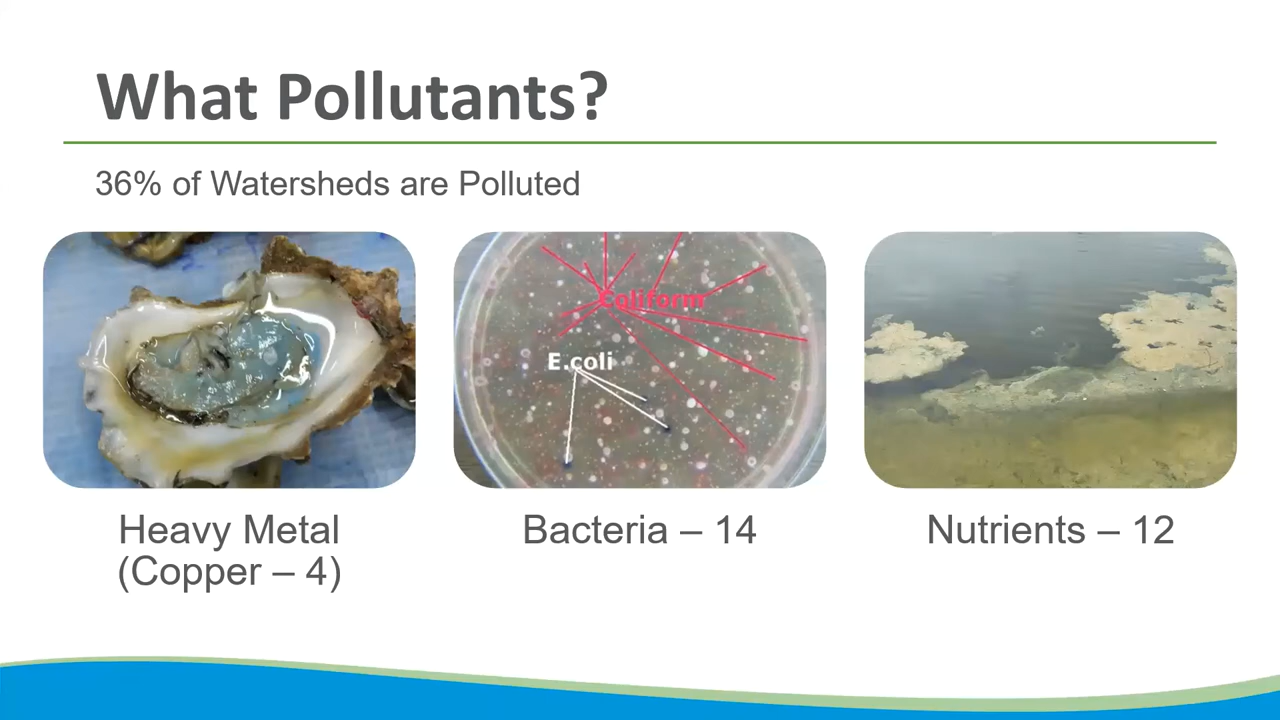 What Pollutants?
36% of Watersheds are Polluted
Coliform
E.coli
Heavy Metal
(Copper – 4)
Bacteria – 14
Nutrients – 12